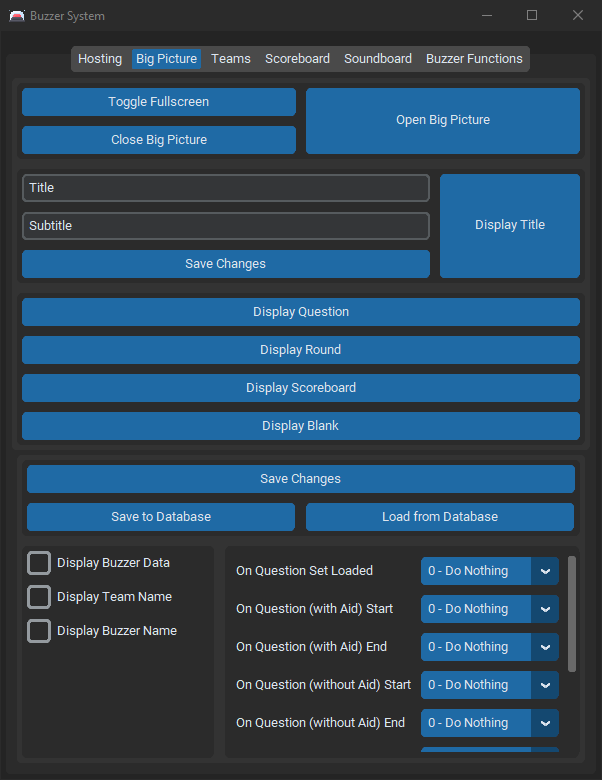 Buzzer System
Hosting Big Picture Teams Scoreboard Soundboard Buzzer Functions
Toggle Fullscreen
Open Big Picture
Close Big Picture
Title
Display Title
Subtitle
Save Changes
Display Question
Display Round
Display Scoreboard
Display Blank
Save Changes
Save to Database Load from Database
Display Buzzer Data
Display Team Name
Display Buzzer Name
On Question Set Loaded 0 - Do Nothing
On Question (with Aid) Start 0 - Do Nothing
On Question (with Aid) End 0 - Do Nothing
On Question (without Aid) Start 0 - Do Nothing
On Question (without Aid) End 0 - Do Nothing